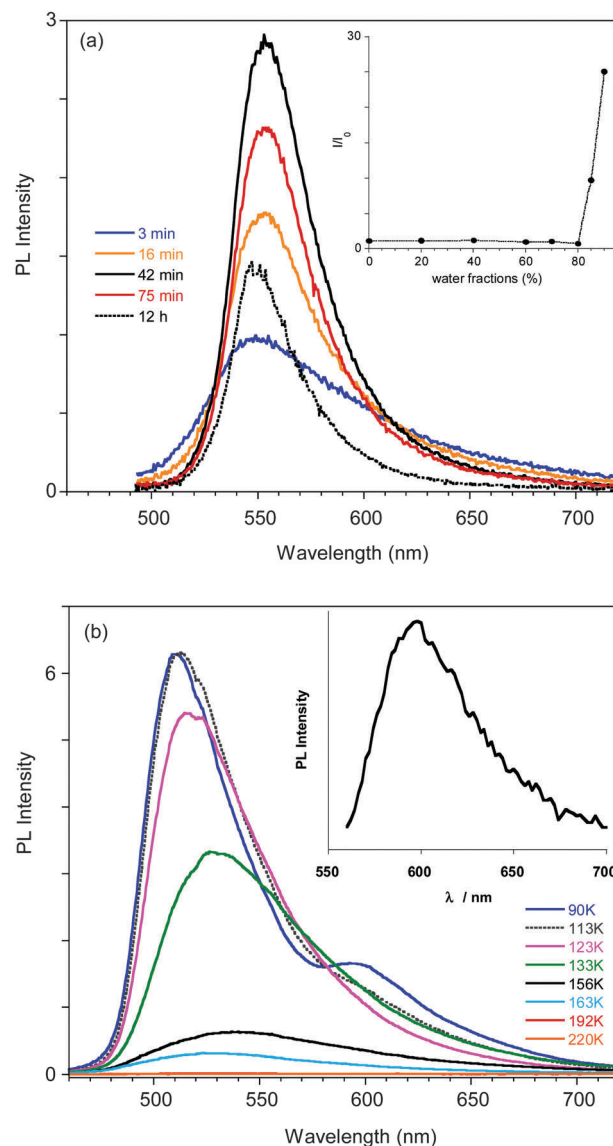 (a)
3
PL Intensity
0
3 min
16 min
42 min
75 min
12 h
500 550 600 650 700
Wavelength (nm)
30
I/I0
0
0 20 40 60 80
water fractions (%)
(b)
6
PL Intensity
0
90K
113K
123K
133K
156K
163K
192K
220K
500 550 600 650 700
Wavelength (nm)
PL Intensity
550 600 650 700
λ / nm